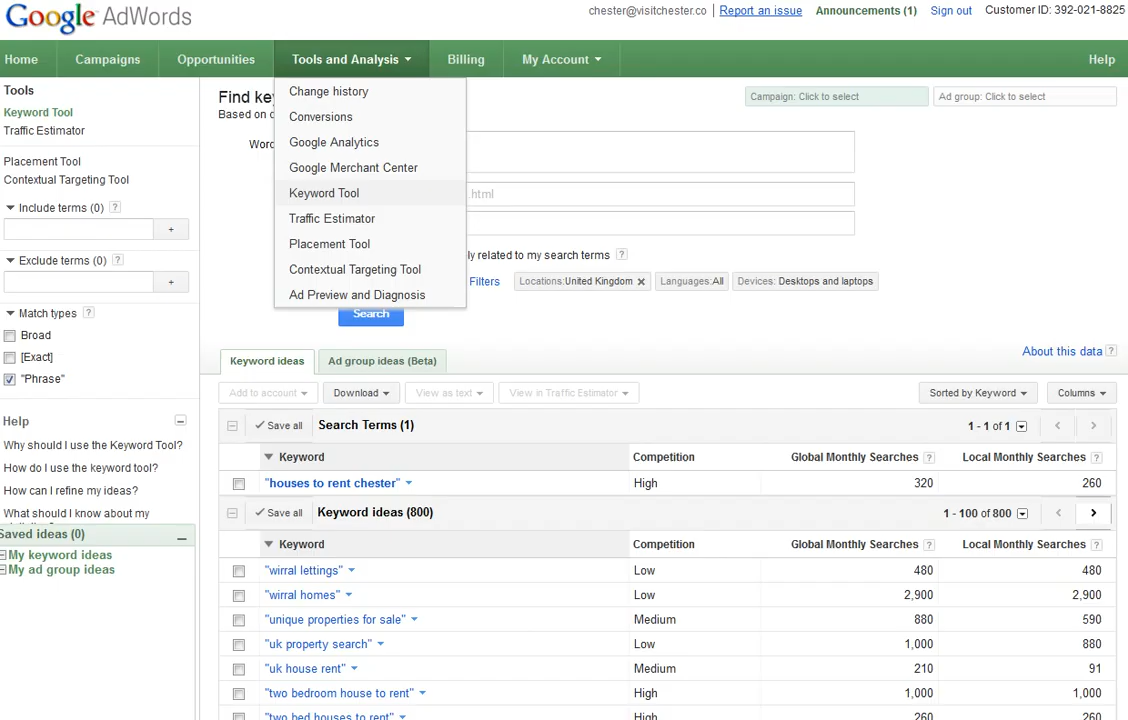 Google AdWords
chester@visitchester.co | Report an issue Announcements (1) Sign out Customer ID: 392-021-8825
Home Campaigns Opportunities Tools and Analysis Billing My Account Help
Tools
Keyword Tool
Traffic Estimator
Placement Tool
Contextual Targeting Tool
Include terms (0) ?
+
Exclude terms (0) ?
+
Match types ?
Broad
[Exact]
"Phrase"
Help
Why should I use the Keyword Tool?
How do I use the keyword tool?
How can I refine my ideas?
What should I know about my
Saved ideas (0)
My keyword ideas
My ad group ideas
Change history
Conversions
Google Analytics
Google Merchant Center
Keyword Tool
Traffic Estimator
Placement Tool
Contextual Targeting Tool
Ad Preview and Diagnosis
Find key
Based on
Campaign: Click to select Ad group: Click to select
.html
ly related to my search terms ?
Filters Locations:United Kingdom Languages:All Devices: Desktops and laptops
Search
About this data ?
Keyword ideas Ad group ideas (Beta)
Add to account Download View as text View in Traffic Estimator Sorted by Keyword Columns
Save all Search Terms (1) 1 - 1 of 1
Keyword Competition Global Monthly Searches ? Local Monthly Searches ?
"houses to rent chester" High 320 260
Save all Keyword ideas (800) 1 - 100 of 800
Keyword Competition Global Monthly Searches ? Local Monthly Searches ?
"wirral lettings" Low 480 480
"wirral homes" Low 2,900 2,900
"unique properties for sale" Medium 880 590
"uk property search" Low 1,000 880
"uk house rent" Medium 210 91
"two bedroom house to rent" High 1,000 1,000
"two bed houses to rent" High 260 260